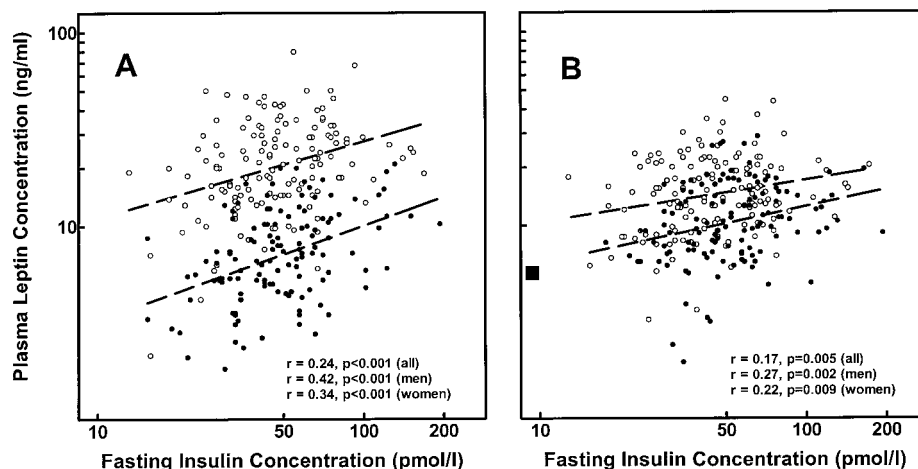 Plasma Leptin Concentration (ng/ml)
100
10
A
r = 0.24, p<0.001 (all)
r = 0.42, p<0.001 (men)
r = 0.34, p<0.001 (women)
10
50
100
200
Fasting Insulin Concentration (pmol/l)
B
r = 0.17, p=0.005 (all)
r = 0.27, p=0.002 (men)
r = 0.22, p=0.009 (women)
10
50
100
200
Fasting Insulin Concentration (pmol/l)